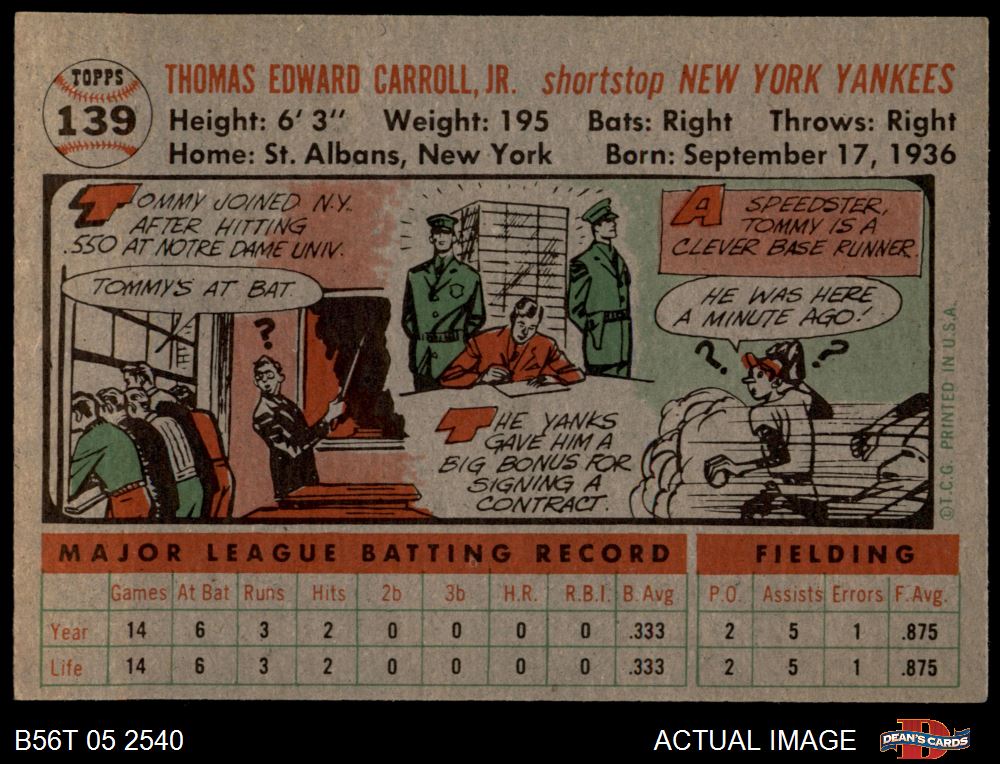 TOPPS
139
THOMAS EDWARD CARROLL, JR. shortstop NEW YORK YANKEES
Height: 6' 3" Weight: 195 Bats: Right Throws: Right
Home: St. Albans, New York Born: September 17, 1936
TOMMY JOINED N.Y.
AFTER HITTING
.550 AT NOTRE DAME UNIV.
TOMMY'S AT BAT.
?
THE YANKS
GAVE HIM A
BIG BONUS FOR
SIGNING A
CONTRACT.
A SPEEDSTER,
TOMMY IS A
CLEVER BASE RUNNER.
HE WAS HERE
A MINUTE AGO!
? ?
© T.C.G. PRINTED IN U.S.A.
MAJOR LEAGUE BATTING RECORD FIELDING
Games At Bat Runs Hits 2b 3b H.R. R.B.I. B. Avg P.O. Assists Errors F. Avg.
Year 14 6 3 2 0 0 0 0 .333 2 5 1 .875
Life 14 6 3 2 0 0 0 0 .333 2 5 1 .875
B56T 05 2540 ACTUAL IMAGE D DEAN'S CARDS